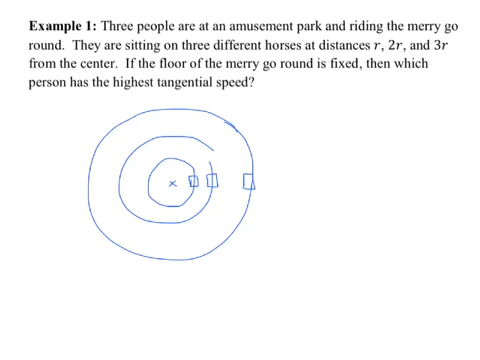 Example 1: Three people are at an amusement park and riding the merry go
round. They are sitting on three different horses at distances r, 2r, and 3r
from the center. If the floor of the merry go round is fixed, then which
person has the highest tangential speed?
x